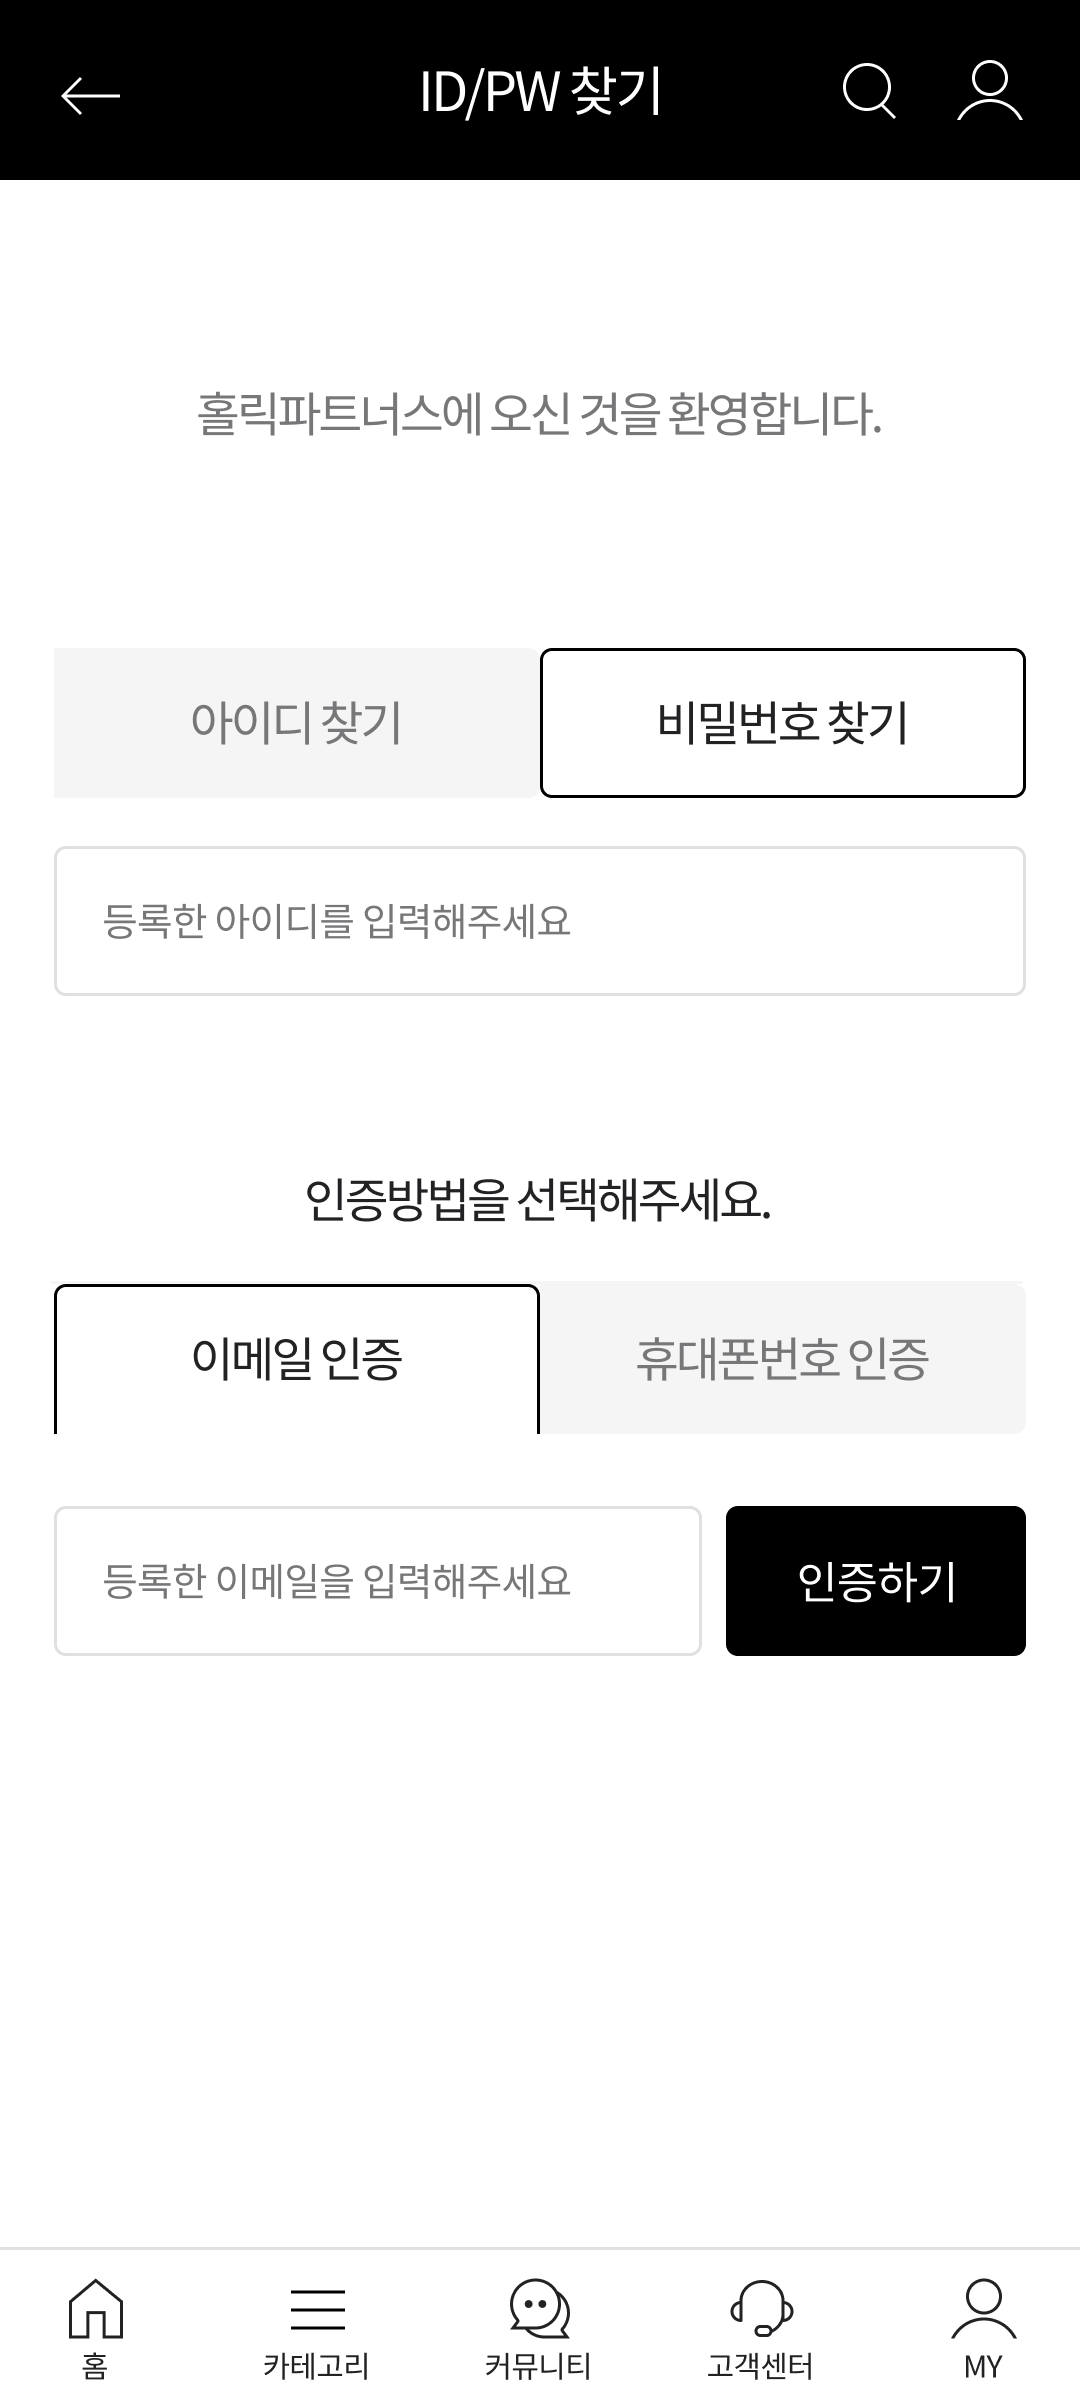 ID/PW 찾기
홀릭파트너스에 오신 것을 환영합니다.
아이디 찾기
비밀번호 찾기
등록한 아이디를 입력해주세요
인증방법을 선택해주세요.
이메일 인증
휴대폰번호 인증
등록한 이메일을 입력해주세요
인증하기
홈
카테고리
커뮤니티
고객센터
MY